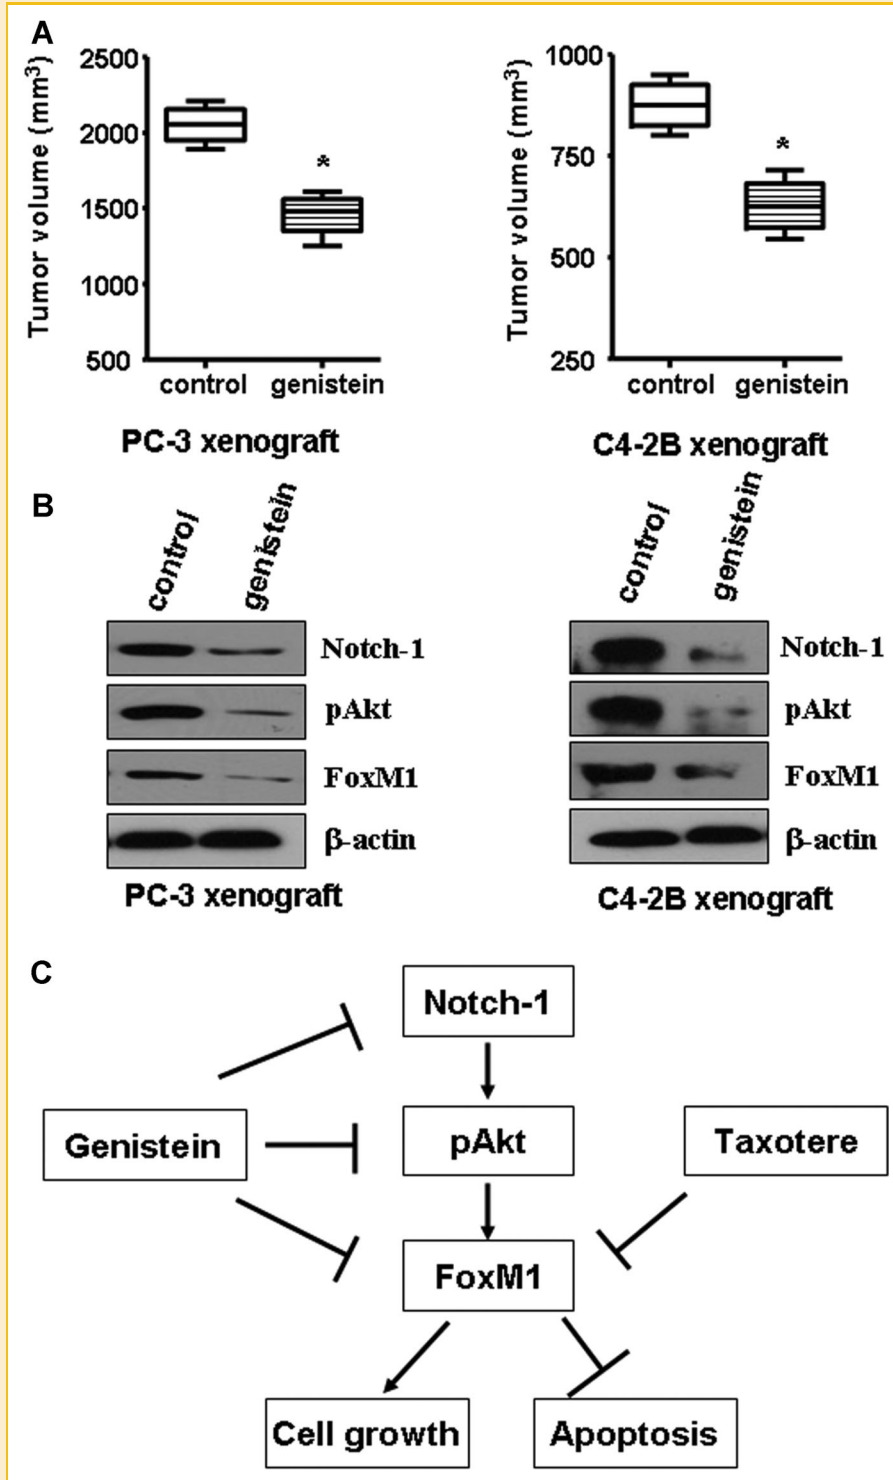 A
Tumor volume (mm³)
2500
2000
1500
1000
500
*
control genistein
PC-3 xenograft
Tumor volume (mm³)
1000
750
500
250
*
control genistein
C4-2B xenograft
B
control genistein
Notch-1
pAkt
FoxM1
β-actin
PC-3 xenograft
control genistein
Notch-1
pAkt
FoxM1
β-actin
C4-2B xenograft
C
Notch-1
Genistein
pAkt
Taxotere
FoxM1
Cell growth
Apoptosis